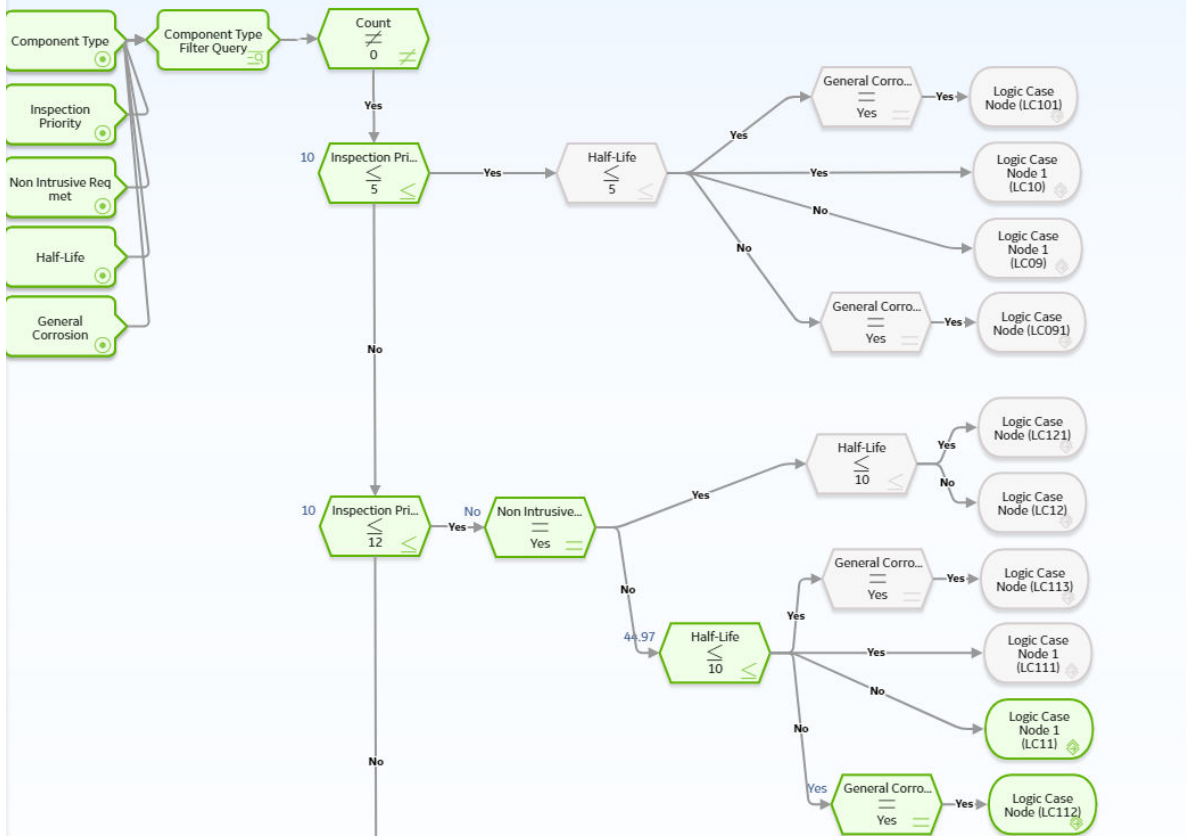 Component Type
Component Type
Filter Query
Count
≠
0
Inspection
Priority
Non Intrusive Req
met
Half-Life
General
Corrosion
Yes
10
Inspection Pri...
≤
5
Yes
Half-Life
≤
5
Yes
General Corro...
=
Yes
Yes
Logic Case
Node (LC101)
Yes
Logic Case
Node 1
(LC10)
No
Logic Case
Node 1
(LC09)
No
General Corro...
=
Yes
Yes
Logic Case
Node (LC091)
No
10
Inspection Pri...
≤
12
Yes
No
Non Intrusive...
=
Yes
Yes
Half-Life
≤
10
Yes
Logic Case
Node (LC121)
No
Logic Case
Node (LC12)
No
44.97
Half-Life
≤
10
Yes
General Corro...
=
Yes
Yes
Logic Case
Node (LC113)
Yes
Logic Case
Node 1
(LC111)
No
Logic Case
Node 1
(LC11)
No
Yes
General Corro...
=
Yes
Yes
Logic Case
Node (LC112)
No